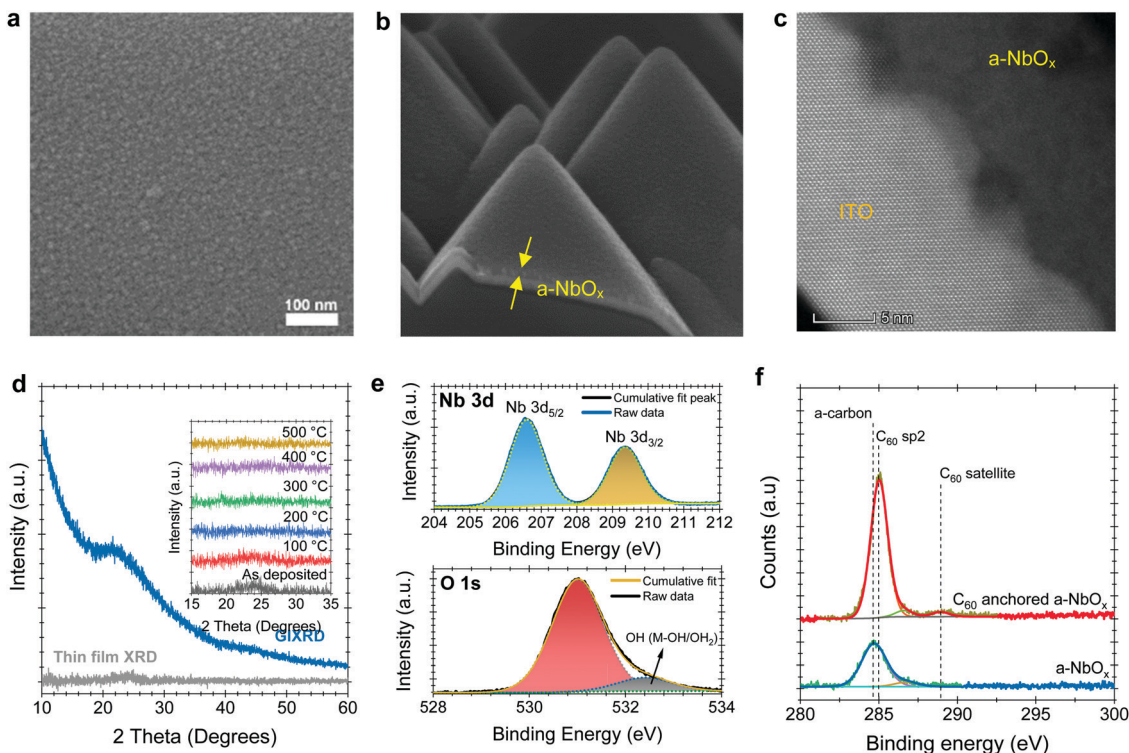 a
100 nm
b
a-NbOₓ
c
a-NbOₓ
ITO
5 nm
d
Intensity (a.u.)
500 °C
400 °C
300 °C
200 °C
100 °C
As deposited
Intensity (a.u.)
15 20 25 30 35
2 Theta (Degrees)
GIXRD
Thin film XRD
10 20 30 40 50 60
2 Theta (Degrees)
e
Nb 3d
Nb 3d₅/₂
Nb 3d₃/₂
Cumulative fit peak
Raw data
Intensity (a.u.)
204 205 206 207 208 209 210 211 212
Binding Energy (eV)
O 1s
Cumulative fit
Raw data
OH (M-OH/OH₂)
Intensity (a.u.)
528 530 532 534
Binding Energy (eV)
f
a-carbon
C₆₀ sp2
C₆₀ satellite
C₆₀ anchored a-NbOₓ
a-NbOₓ
Counts (a.u)
280 285 290 295 300
Binding energy (eV)